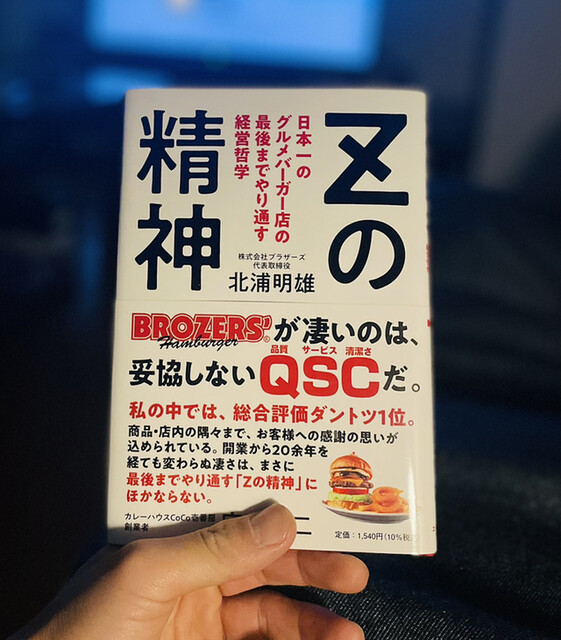 Zの
精神
日本一の
グルメバーガー店の
最後までやり通す
経営哲学
株式会社ブラザーズ
代表取締役
北浦明雄
BROZERS'® が凄いのは、
Hamburger
品質 サービス 清潔さ
妥協しないQSCだ。
私の中では、総合評価ダントツ1位。
商品・店内の隅々まで、お客様への感謝の思いが
込められている。開業から20余年を
経ても変わらぬ凄さは、まさに
最後までやり通す「Zの精神」に
ほかならない。
カレーハウスCoCo壱番屋
創業者
定価：1,540円（10%税